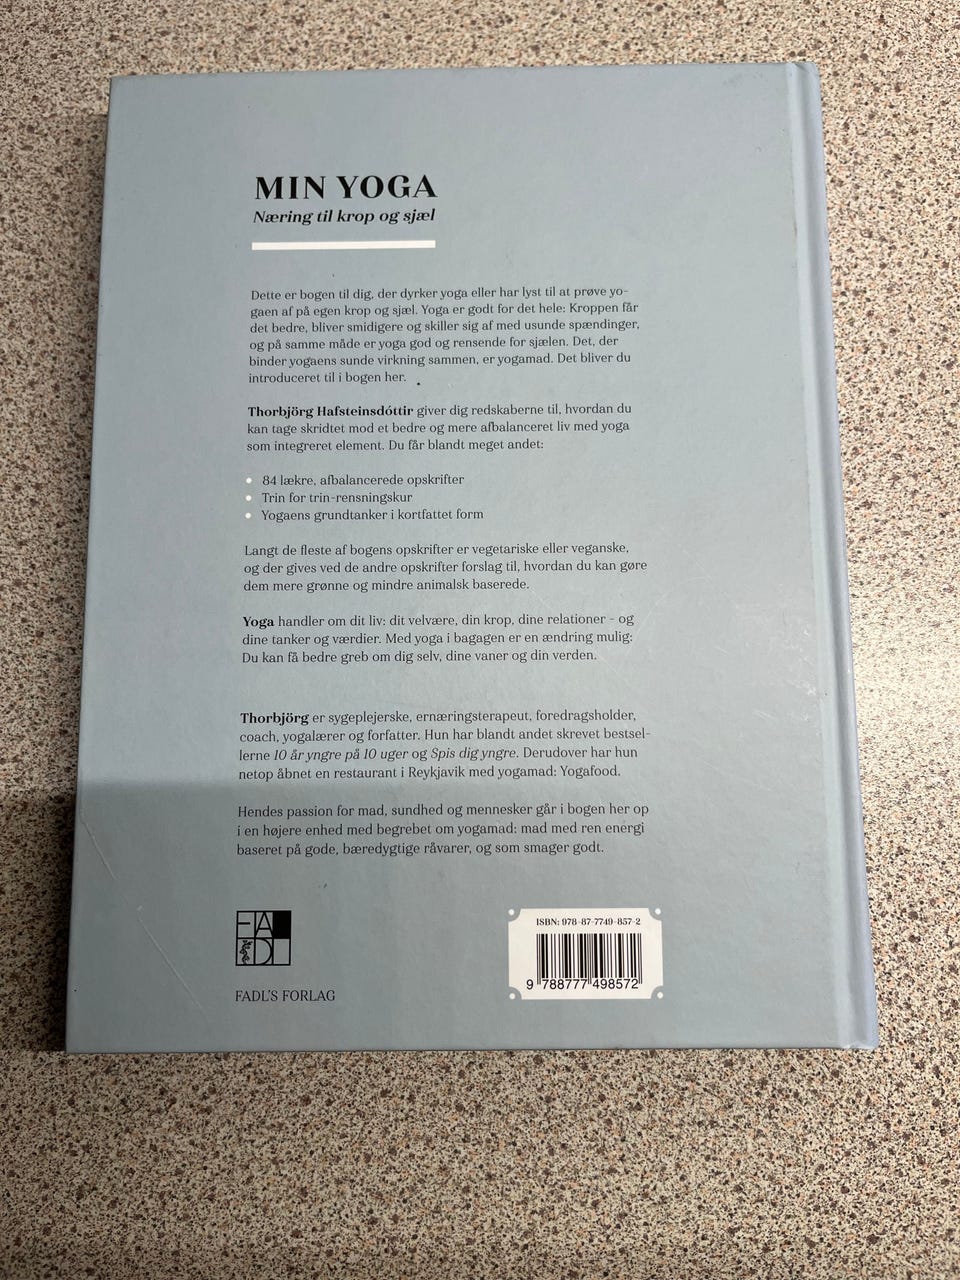 MIN YOGA
Næring til krop og sjæl
Dette er bogen til dig, der dyrker yoga eller har lyst til at prøve yo-
gaen af på egen krop og sjæl. Yoga er godt for det hele: Kroppen får
det bedre, bliver smidigere og skiller sig af med usunde spændinger,
og på samme måde er yoga god og rensende for sjælen. Det, der
binder yogaens sunde virkning sammen, er yogamad. Det bliver du
introduceret til i bogen her.
Thorbjörg Hafsteinsdóttir giver dig redskaberne til, hvordan du
kan tage skridtet mod et bedre og mere afbalanceret liv med yoga
som integreret element. Du får blandt meget andet:
• 84 lækre, afbalancerede opskrifter
• Trin for trin-rensningskur
• Yogaens grundtanker i kortfattet form
Langt de fleste af bogens opskrifter er vegetariske eller veganske,
og der gives ved de andre opskrifter forslag til, hvordan du kan gøre
dem mere grønne og mindre animalsk baserede.
Yoga handler om dit liv: dit velvære, din krop, dine relationer - og
dine tanker og værdier. Med yoga i bagagen er en ændring mulig:
Du kan få bedre greb om dig selv, dine vaner og din verden.
Thorbjörg er sygeplejerske, ernæringsterapeut, foredragsholder,
coach, yogalærer og forfatter. Hun har blandt andet skrevet bestsel-
lerne 10 år yngre på 10 uger og Spis dig yngre. Derudover har hun
netop åbnet en restaurant i Reykjavik med yogamad: Yogafood.
Hendes passion for mad, sundhed og mennesker går i bogen her op
i en højere enhed med begrebet om yogamad: mad med ren energi
baseret på gode, bæredygtige råvarer, og som smager godt.
FADL
FADL'S FORLAG
ISBN: 978-87-7749-857-2
9 788777 498572